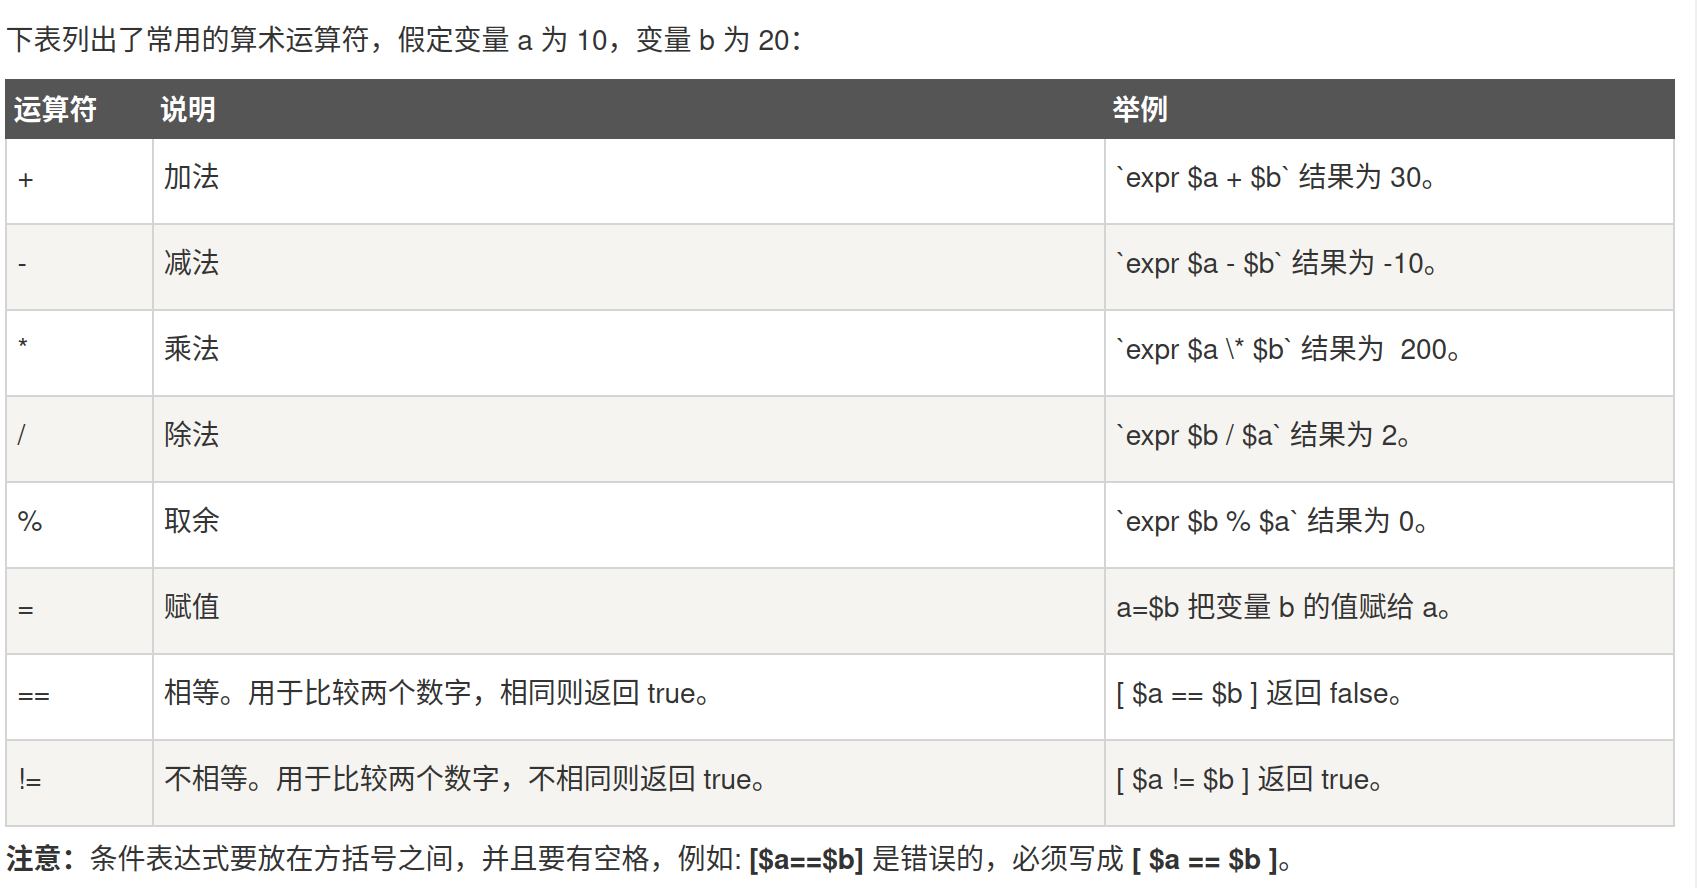 下表列出了常用的算术运算符，假定变量 a 为 10，变量 b 为 20：
运算符 说明 举例
+ 加法 `expr $a + $b` 结果为 30。
- 减法 `expr $a - $b` 结果为 -10。
* 乘法 `expr $a \* $b` 结果为  200。
/ 除法 `expr $b / $a` 结果为 2。
% 取余 `expr $b % $a` 结果为 0。
= 赋值 a=$b 把变量 b 的值赋给 a。
== 相等。用于比较两个数字，相同则返回 true。 [ $a == $b ] 返回 false。
!= 不相等。用于比较两个数字，不相同则返回 true。 [ $a != $b ] 返回 true。
注意：条件表达式要放在方括号之间，并且要有空格，例如: [$a==$b] 是错误的，必须写成 [ $a == $b ]。